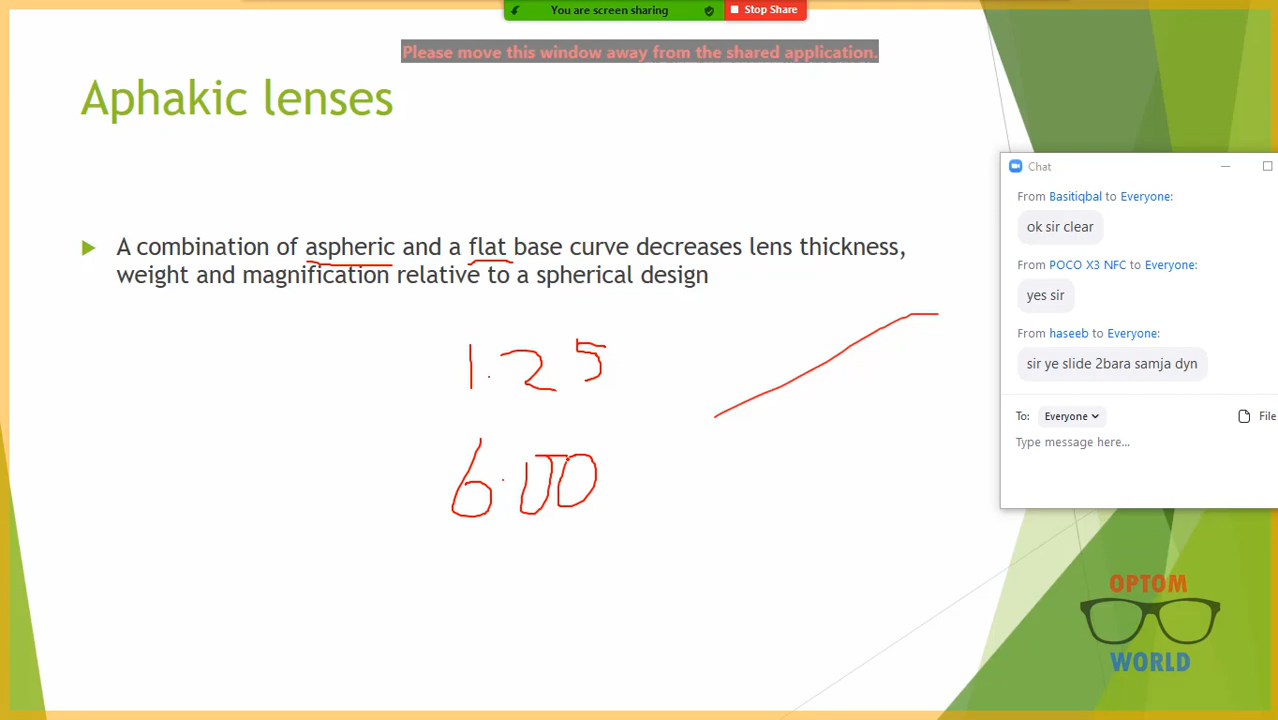 You are screen sharing
Stop Share
Please move this window away from the shared application.
Aphakic lenses
A combination of aspheric and a flat base curve decreases lens thickness,
weight and magnification relative to a spherical design
1.25
6.00
Chat
From Basitiqbal to Everyone:
ok sir clear
From POCO X3 NFC to Everyone:
yes sir
From haseeb to Everyone:
sir ye slide 2bara samja dyn
To: Everyone
File
Type message here...
OPTOM
WORLD